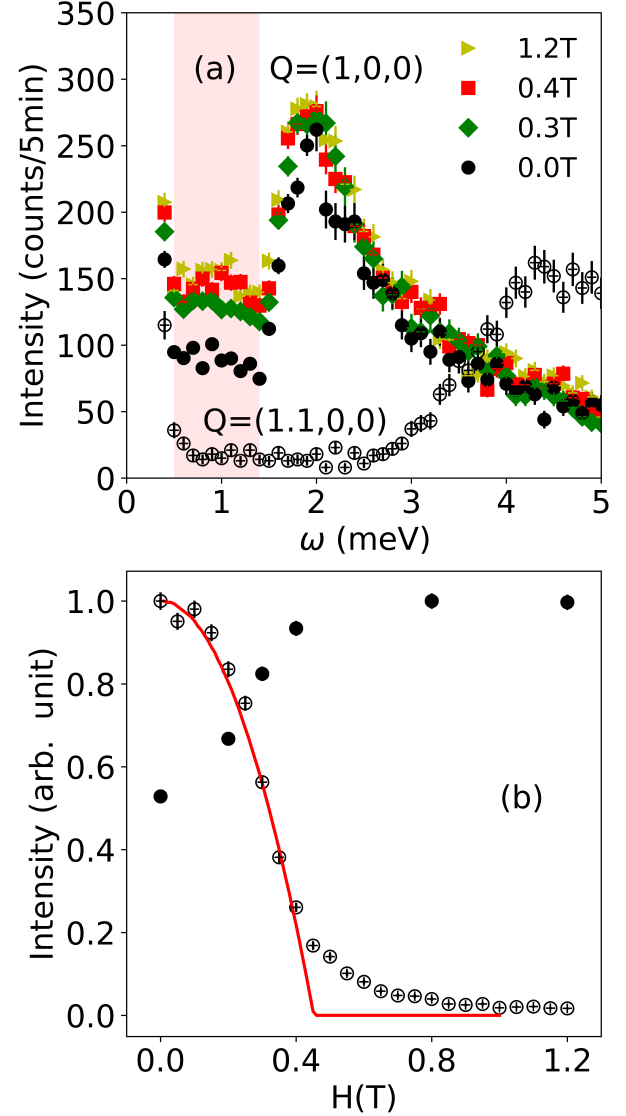 350
300
250
200
150
100
50
0
Intensity (counts/5min)
(a)
Q=(1,0,0)
1.2T
0.4T
0.3T
0.0T
Q=(1.1,0,0)
0 1 2 3 4 5
ω (meV)
1.0
0.8
0.6
0.4
0.2
0.0
Intensity (arb. unit)
(b)
0.0 0.4 0.8 1.2
H(T)